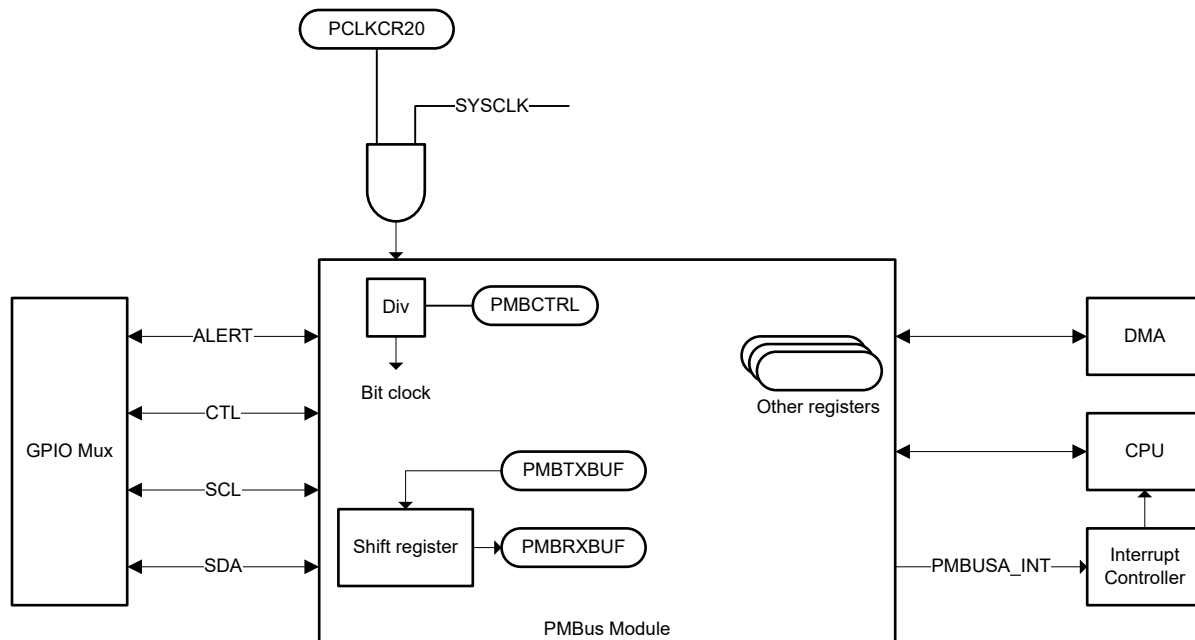 PCLKCR20
SYSCLK
Div
PMBCTRL
ALERT
DMA
Bit clock
Other registers
CTL
GPIO Mux
CPU
PMBTXBUF
SCL
Shift register
PMBRXBUF
SDA
PMBUSA_INT
Interrupt
Controller
PMBus Module